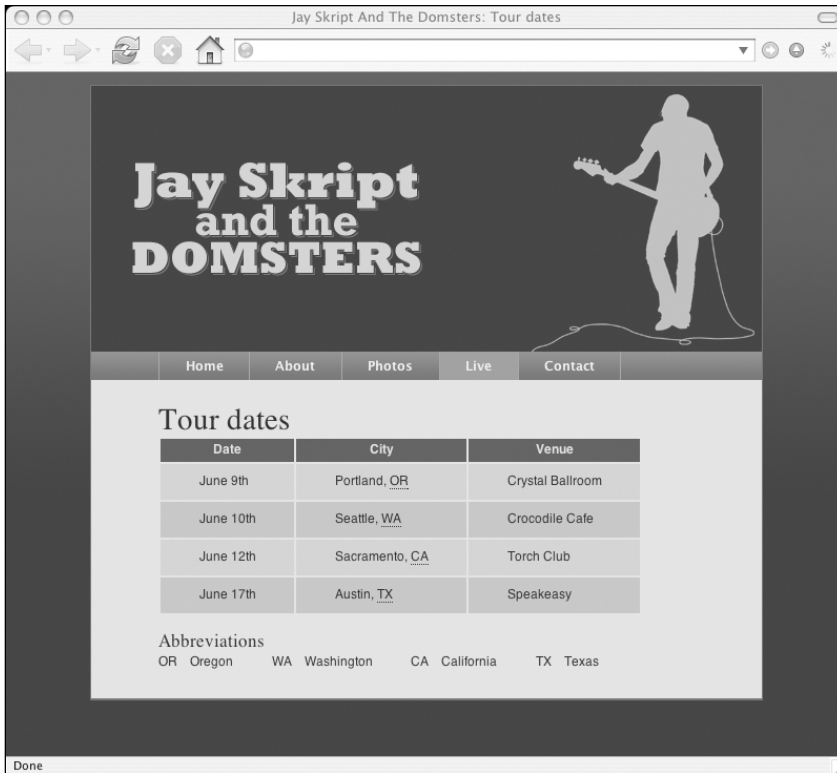 Jay Skript And The Domsters: Tour dates
Jay Skript
and the
DOMSTERS
Home About Photos Live Contact
Tour dates
Date City Venue
June 9th Portland, OR Crystal Ballroom
June 10th Seattle, WA Crocodile Cafe
June 12th Sacramento, CA Torch Club
June 17th Austin, TX Speakeasy
Abbreviations
OR Oregon WA Washington CA California TX Texas
Done